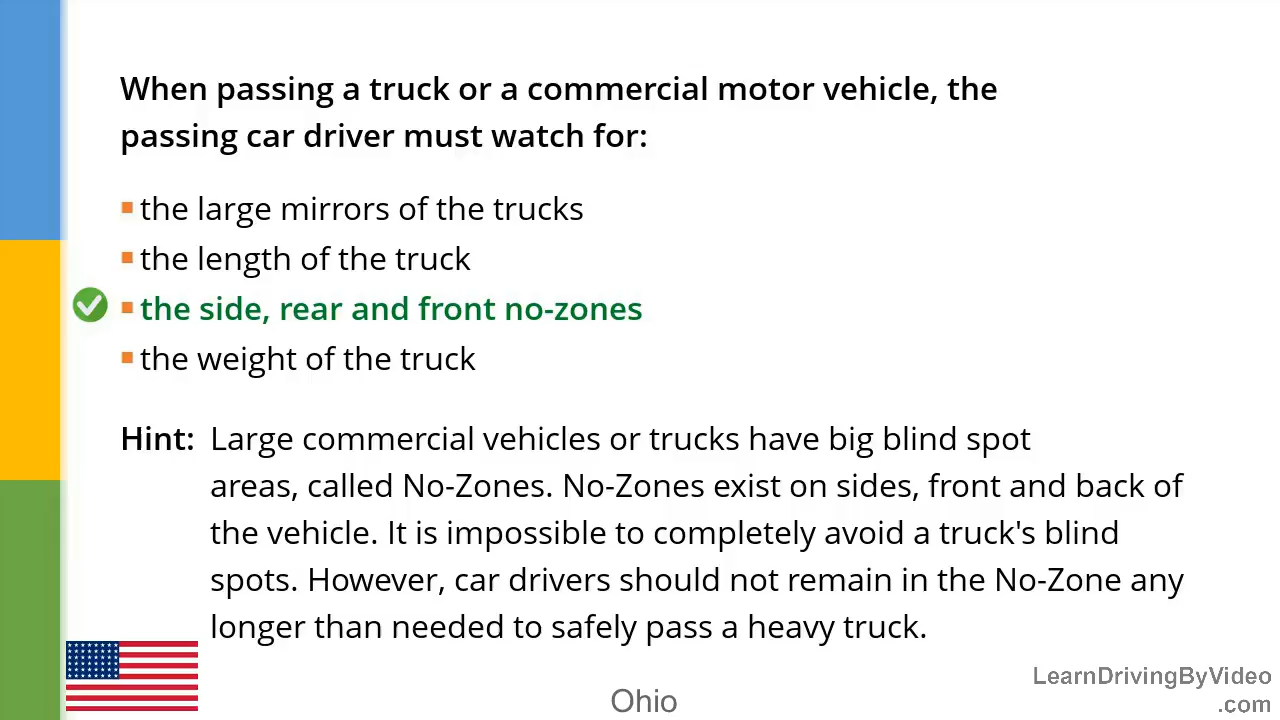 When passing a truck or a commercial motor vehicle, the
passing car driver must watch for:
the large mirrors of the trucks
the length of the truck
the side, rear and front no-zones
the weight of the truck
Hint: Large commercial vehicles or trucks have big blind spot
areas, called No-Zones. No-Zones exist on sides, front and back of
the vehicle. It is impossible to completely avoid a truck's blind
spots. However, car drivers should not remain in the No-Zone any
longer than needed to safely pass a heavy truck.
Ohio
LearnDrivingByVideo
.com